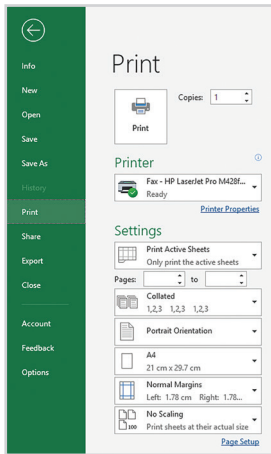 Info
New
Open
Save
Save As
History
Print
Share
Export
Close
Account
Feedback
Options
Print
Copies: 1
Print
Printer
Fax - HP LaserJet Pro M428f...
Ready
Printer Properties
Settings
Print Active Sheets
Only print the active sheets
Pages: to
Collated
1,2,3 1,2,3 1,2,3
Portrait Orientation
A4
21 cm x 29.7 cm
Normal Margins
Left: 1.78 cm Right: 1.78...
No Scaling
100 Print sheets at their actual size
Page Setup